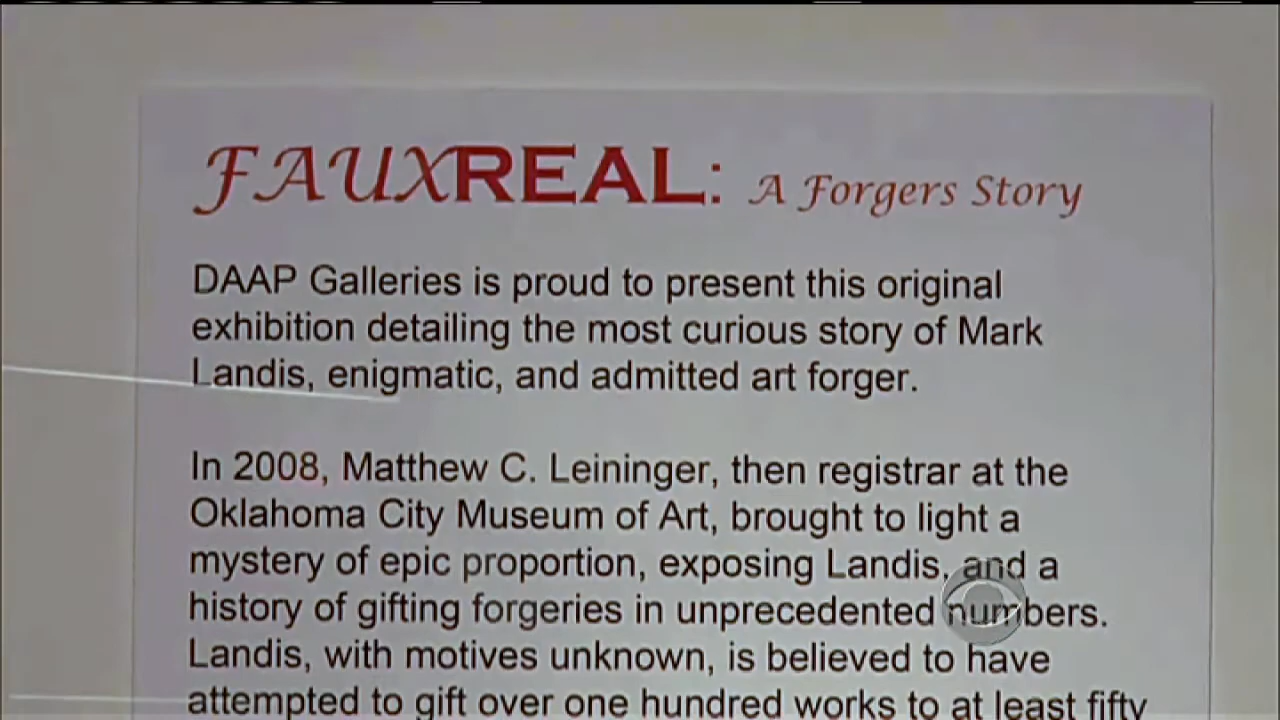 FAUXREAL: A Forgers Story
DAAP Galleries is proud to present this original
exhibition detailing the most curious story of Mark
Landis, enigmatic, and admitted art forger.
In 2008, Matthew C. Leininger, then registrar at the
Oklahoma City Museum of Art, brought to light a
mystery of epic proportion, exposing Landis, and a
history of gifting forgeries in unprecedented numbers.
Landis, with motives unknown, is believed to have
attempted to gift over one hundred works to at least fifty